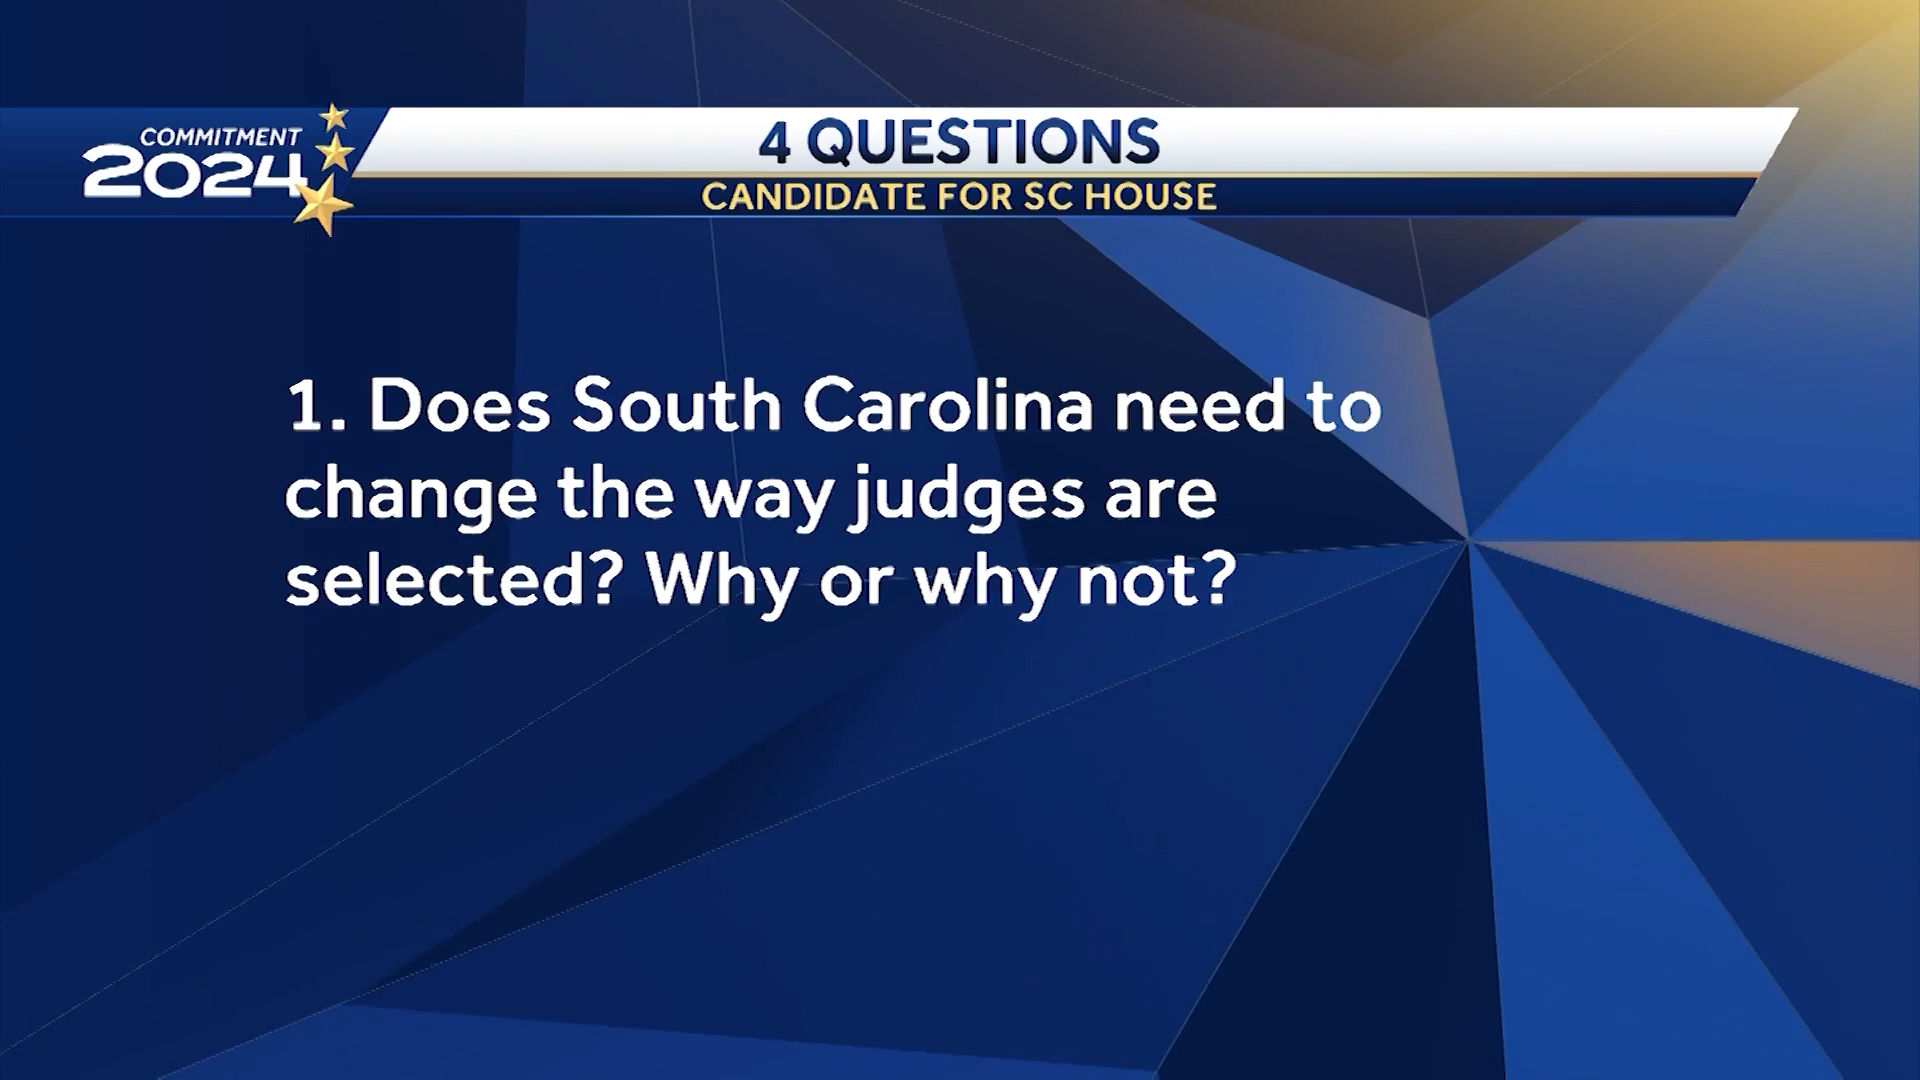 COMMITMENT
2024
4 QUESTIONS
CANDIDATE FOR SC HOUSE
1. Does South Carolina need to
change the way judges are
selected? Why or why not?